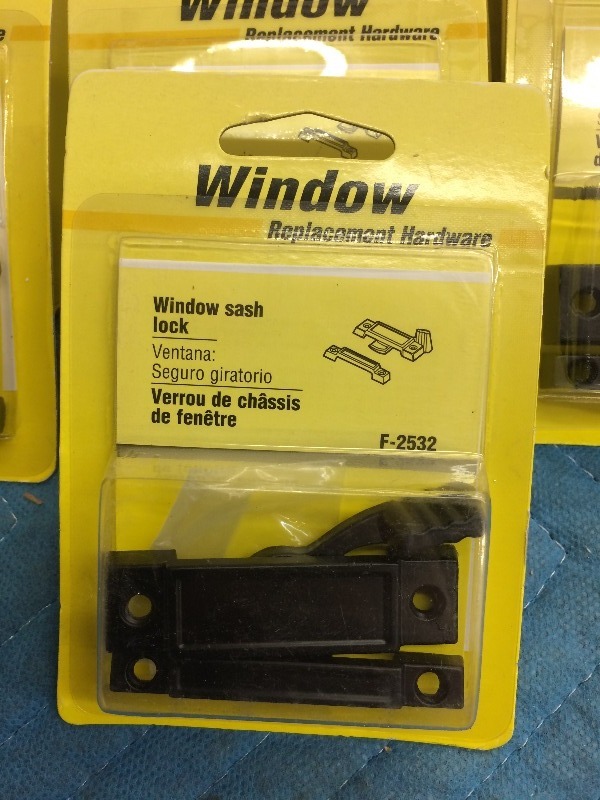 Window
Replacement Hardware
Window
Replacement Hardware
Window sash
lock
Ventana:
Seguro giratorio
Verrou de châssis
de fenêtre
F-2532